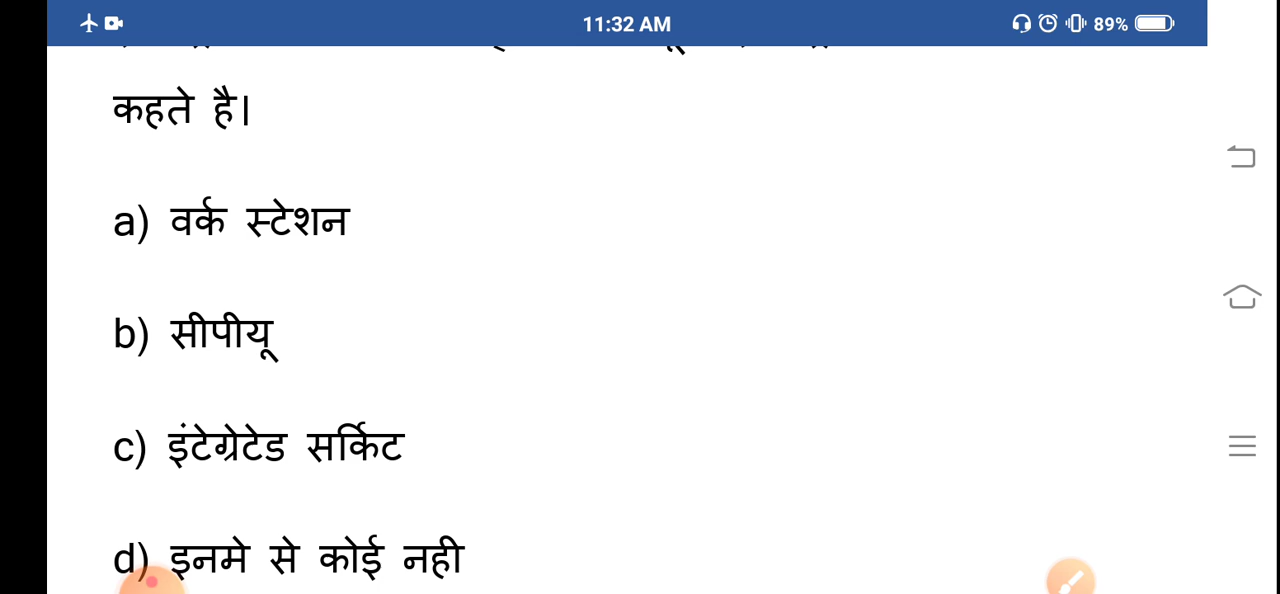 11:32 AM
89%
कहते है।
a) वर्क स्टेशन
b) सीपीयू
c) इंटेग्रेटेड सर्किट
d) इनमे से कोई नही